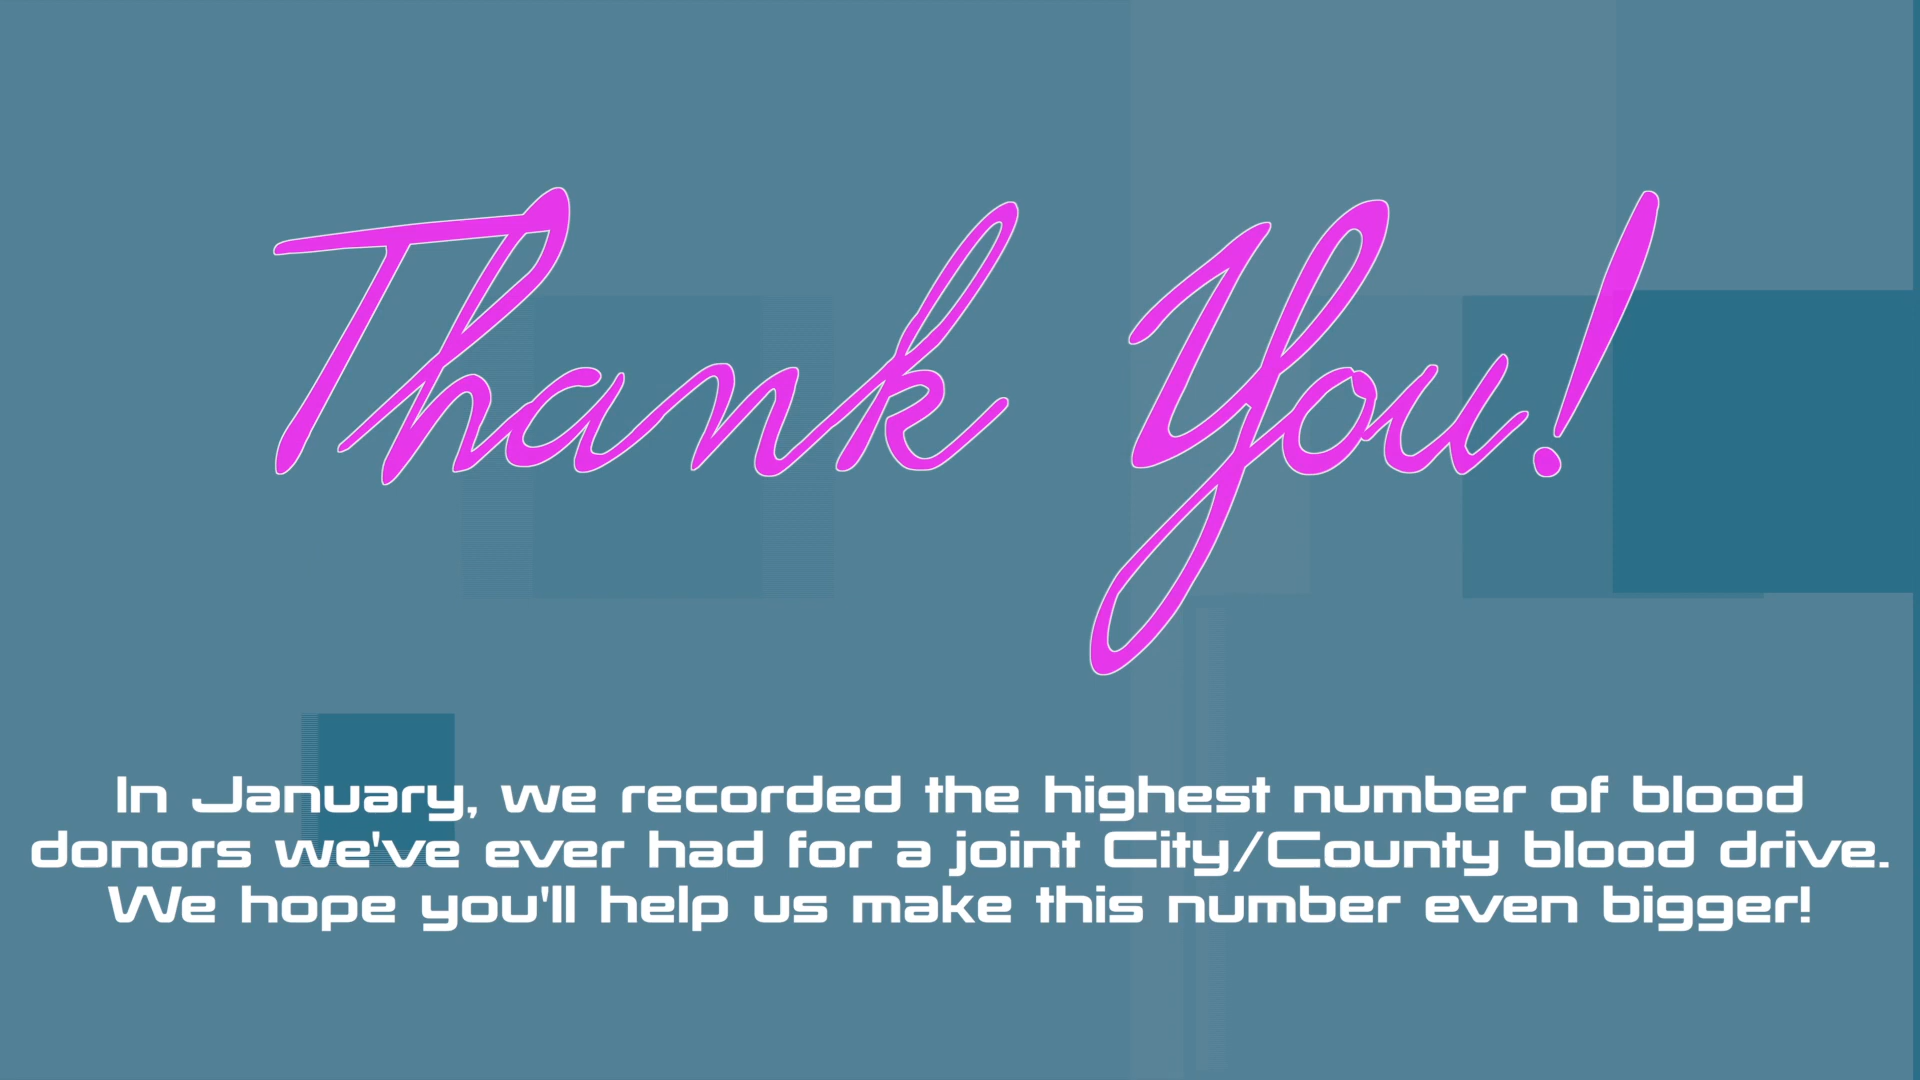 Thank You!
In January, we recorded the highest number of blood
donors we've ever had for a joint City/County blood drive.
We hope you'll help us make this number even bigger!